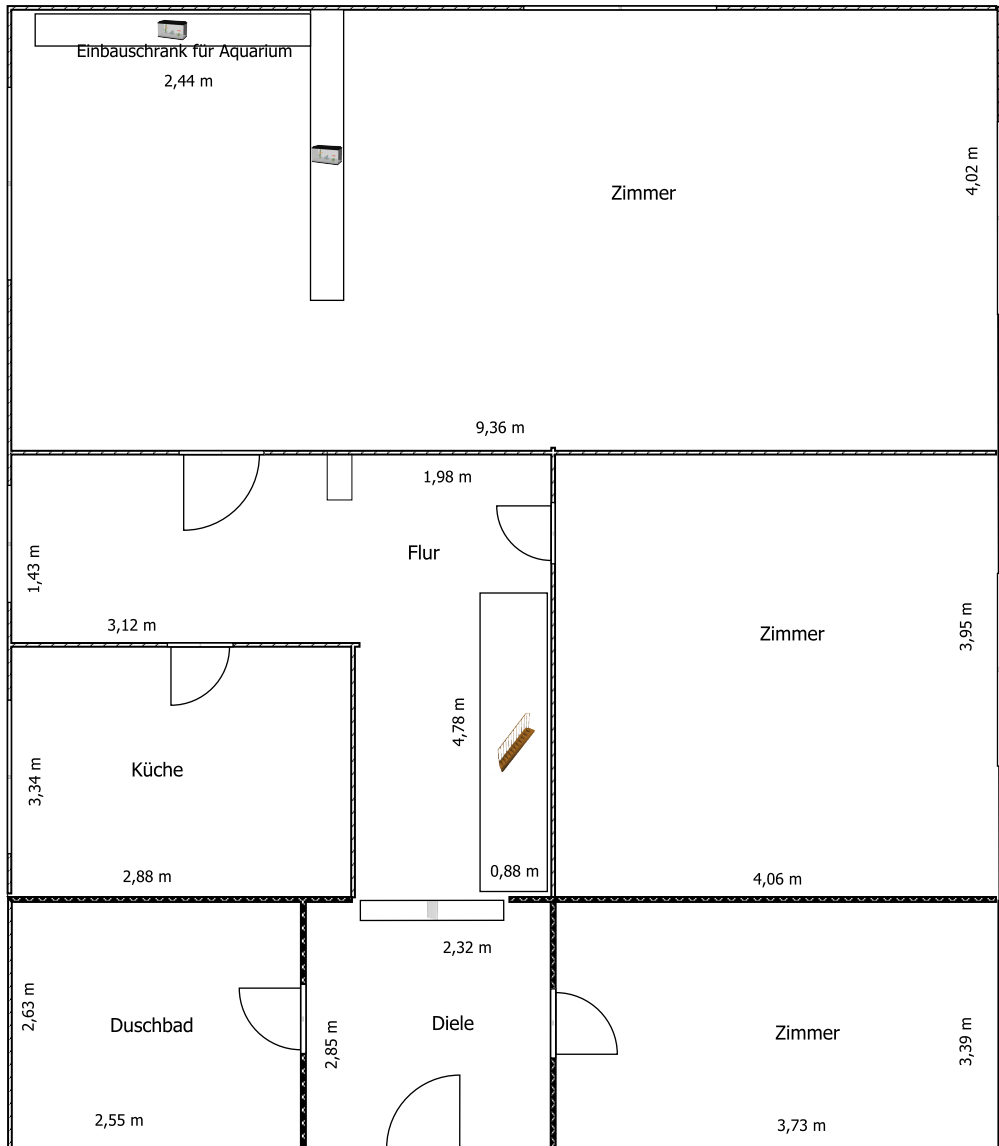 Einbauschrank für Aquarium
2,44 m
4,02 m
Zimmer
9,36 m
1,98 m
Flur
1,43 m
3,12 m
Zimmer
3,95 m
4,78 m
Küche
3,34 m
2,88 m
0,88 m
4,06 m
2,32 m
2,63 m
Duschbad
2,85 m
Diele
Zimmer
3,39 m
2,55 m
3,73 m